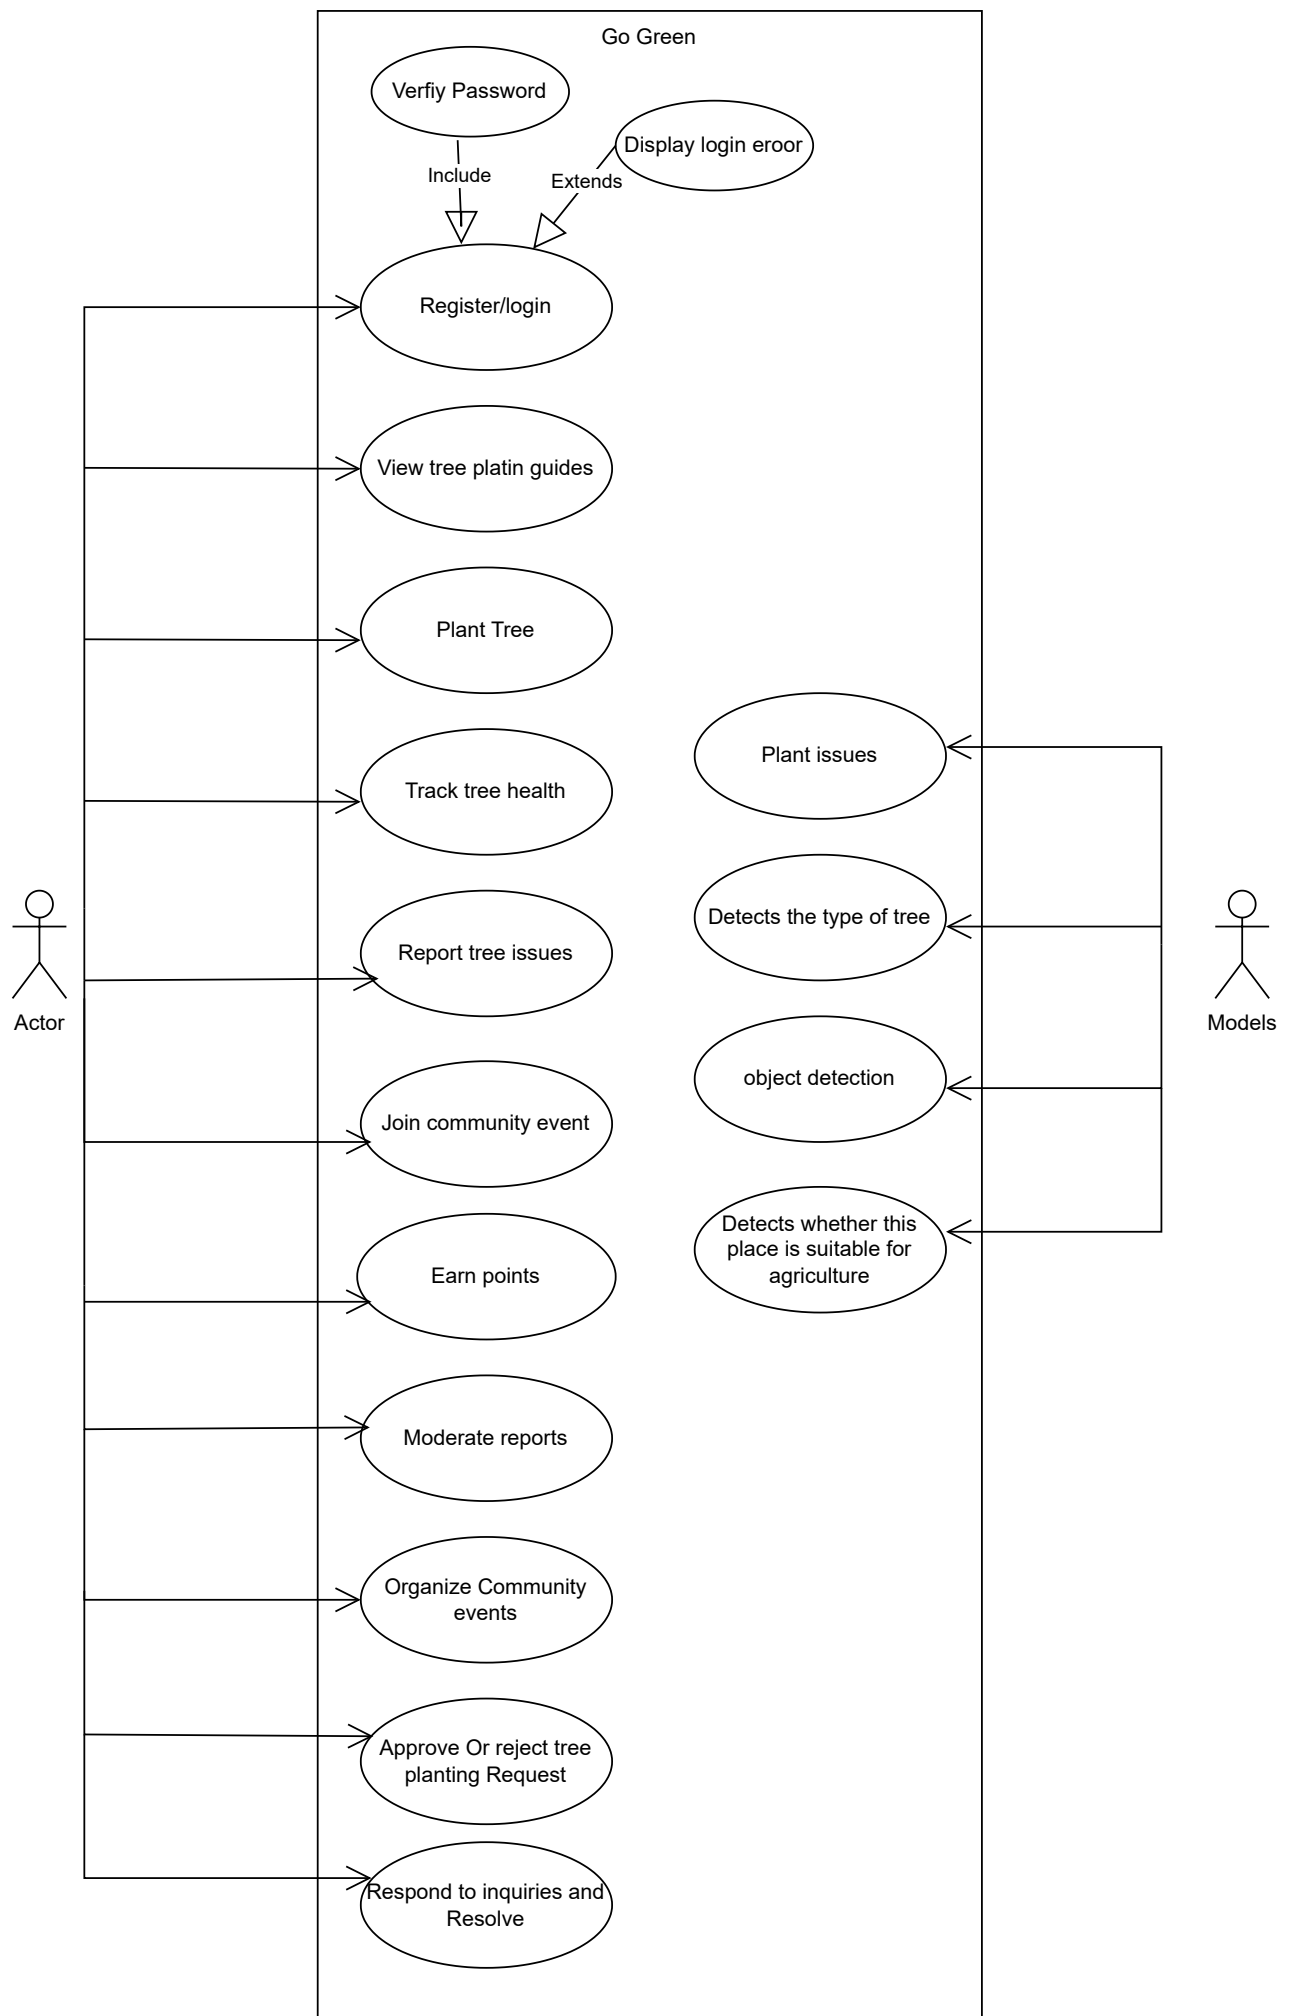 Go Green
Verfiy Password
Display login eroor
Include
Extends
Register/login
View tree platin guides
Plant Tree
Track tree health
Plant issues
Detects the type of tree
Report tree issues
Actor
Models
object detection
Join community event
Detects whether this
place is suitable for
agriculture
Earn points
Moderate reports
Organize Community
events
Approve Or reject tree
planting Request
Respond to inquiries and
Resolve